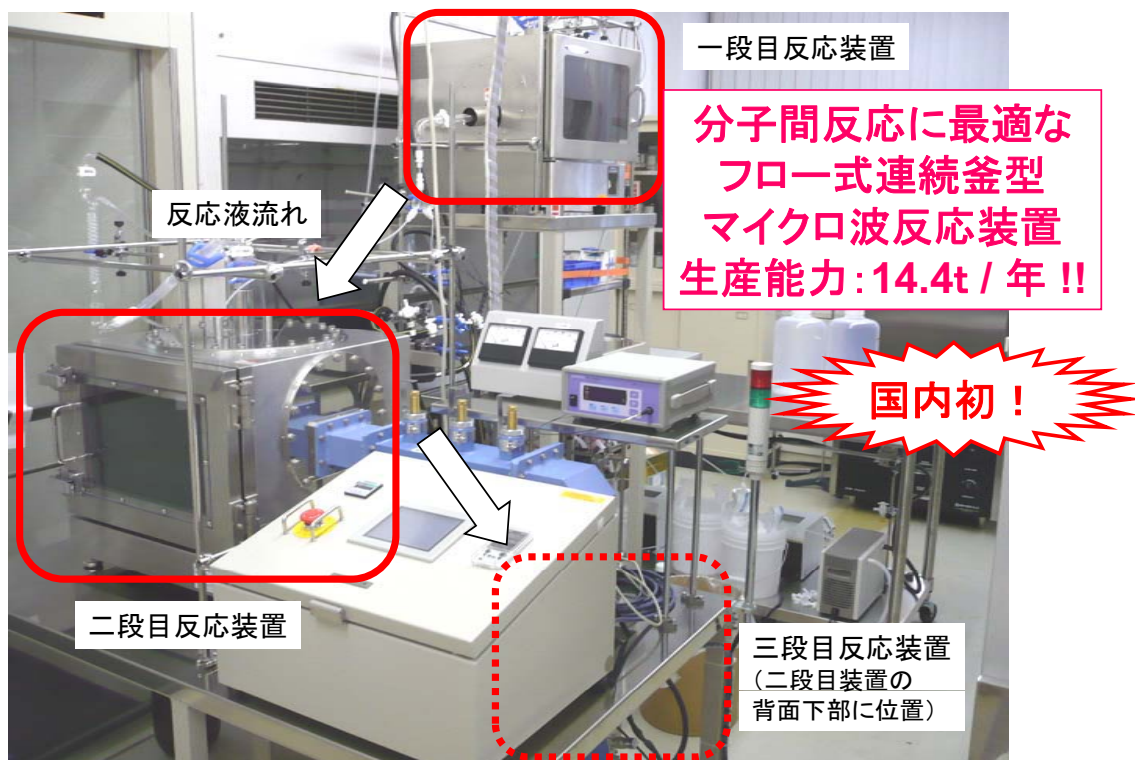 一段目反応装置
分子間反応に最適な
フロー式連続釜型
マイクロ波反応装置
生産能力：14.4t / 年 !!
反応液流れ
国内初！
二段目反応装置
三段目反応装置
（二段目装置の
背面下部に位置）